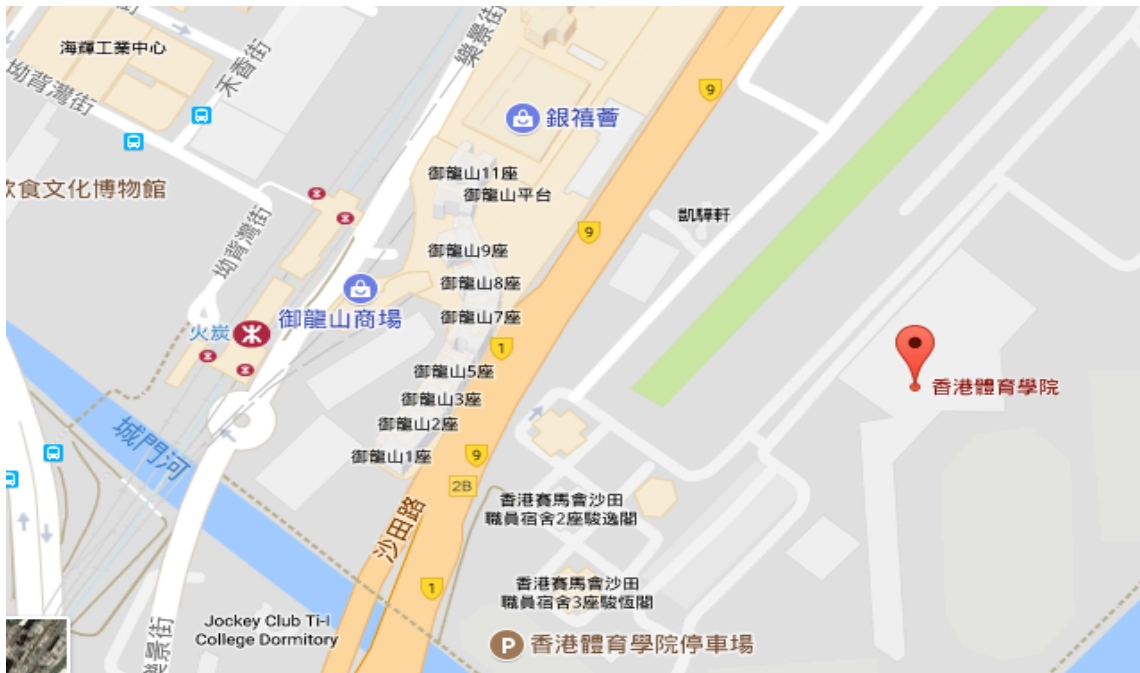 海輝工業中心
坳背灣街
禾香街
樂景街
9
銀禧薈
飲食文化博物館
御龍山11座
御龍山平台
坳背灣街
凱驊軒
9
御龍山9座
御龍山8座
御龍山商場
御龍山7座
火炭
1
御龍山5座
香港體育學院
御龍山3座
御龍山2座
城門河
御龍山1座
9
2B
香港賽馬會沙田
職員宿舍2座駿逸閣
沙田路
1
香港賽馬會沙田
職員宿舍3座駿恆閣
Jockey Club Ti-I
College Dormitory
樂景街
P 香港體育學院停車場